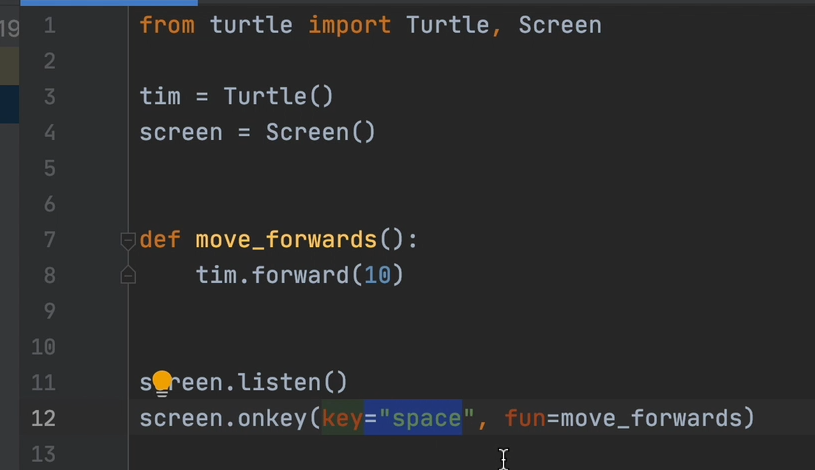 19
1 from turtle import Turtle, Screen
2
3 tim = Turtle()
4 screen = Screen()
5
6
7 def move_forwards():
8     tim.forward(10)
9
10
11 screen.listen()
12 screen.onkey(key="space", fun=move_forwards)
13